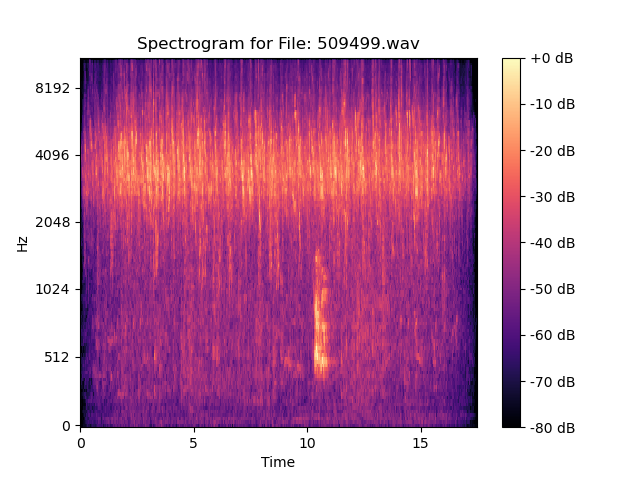 Spectrogram for File: 509499.wav
8192
4096
2048
1024
512
0
Hz
0
5
10
15
Time
+0 dB
-10 dB
-20 dB
-30 dB
-40 dB
-50 dB
-60 dB
-70 dB
-80 dB